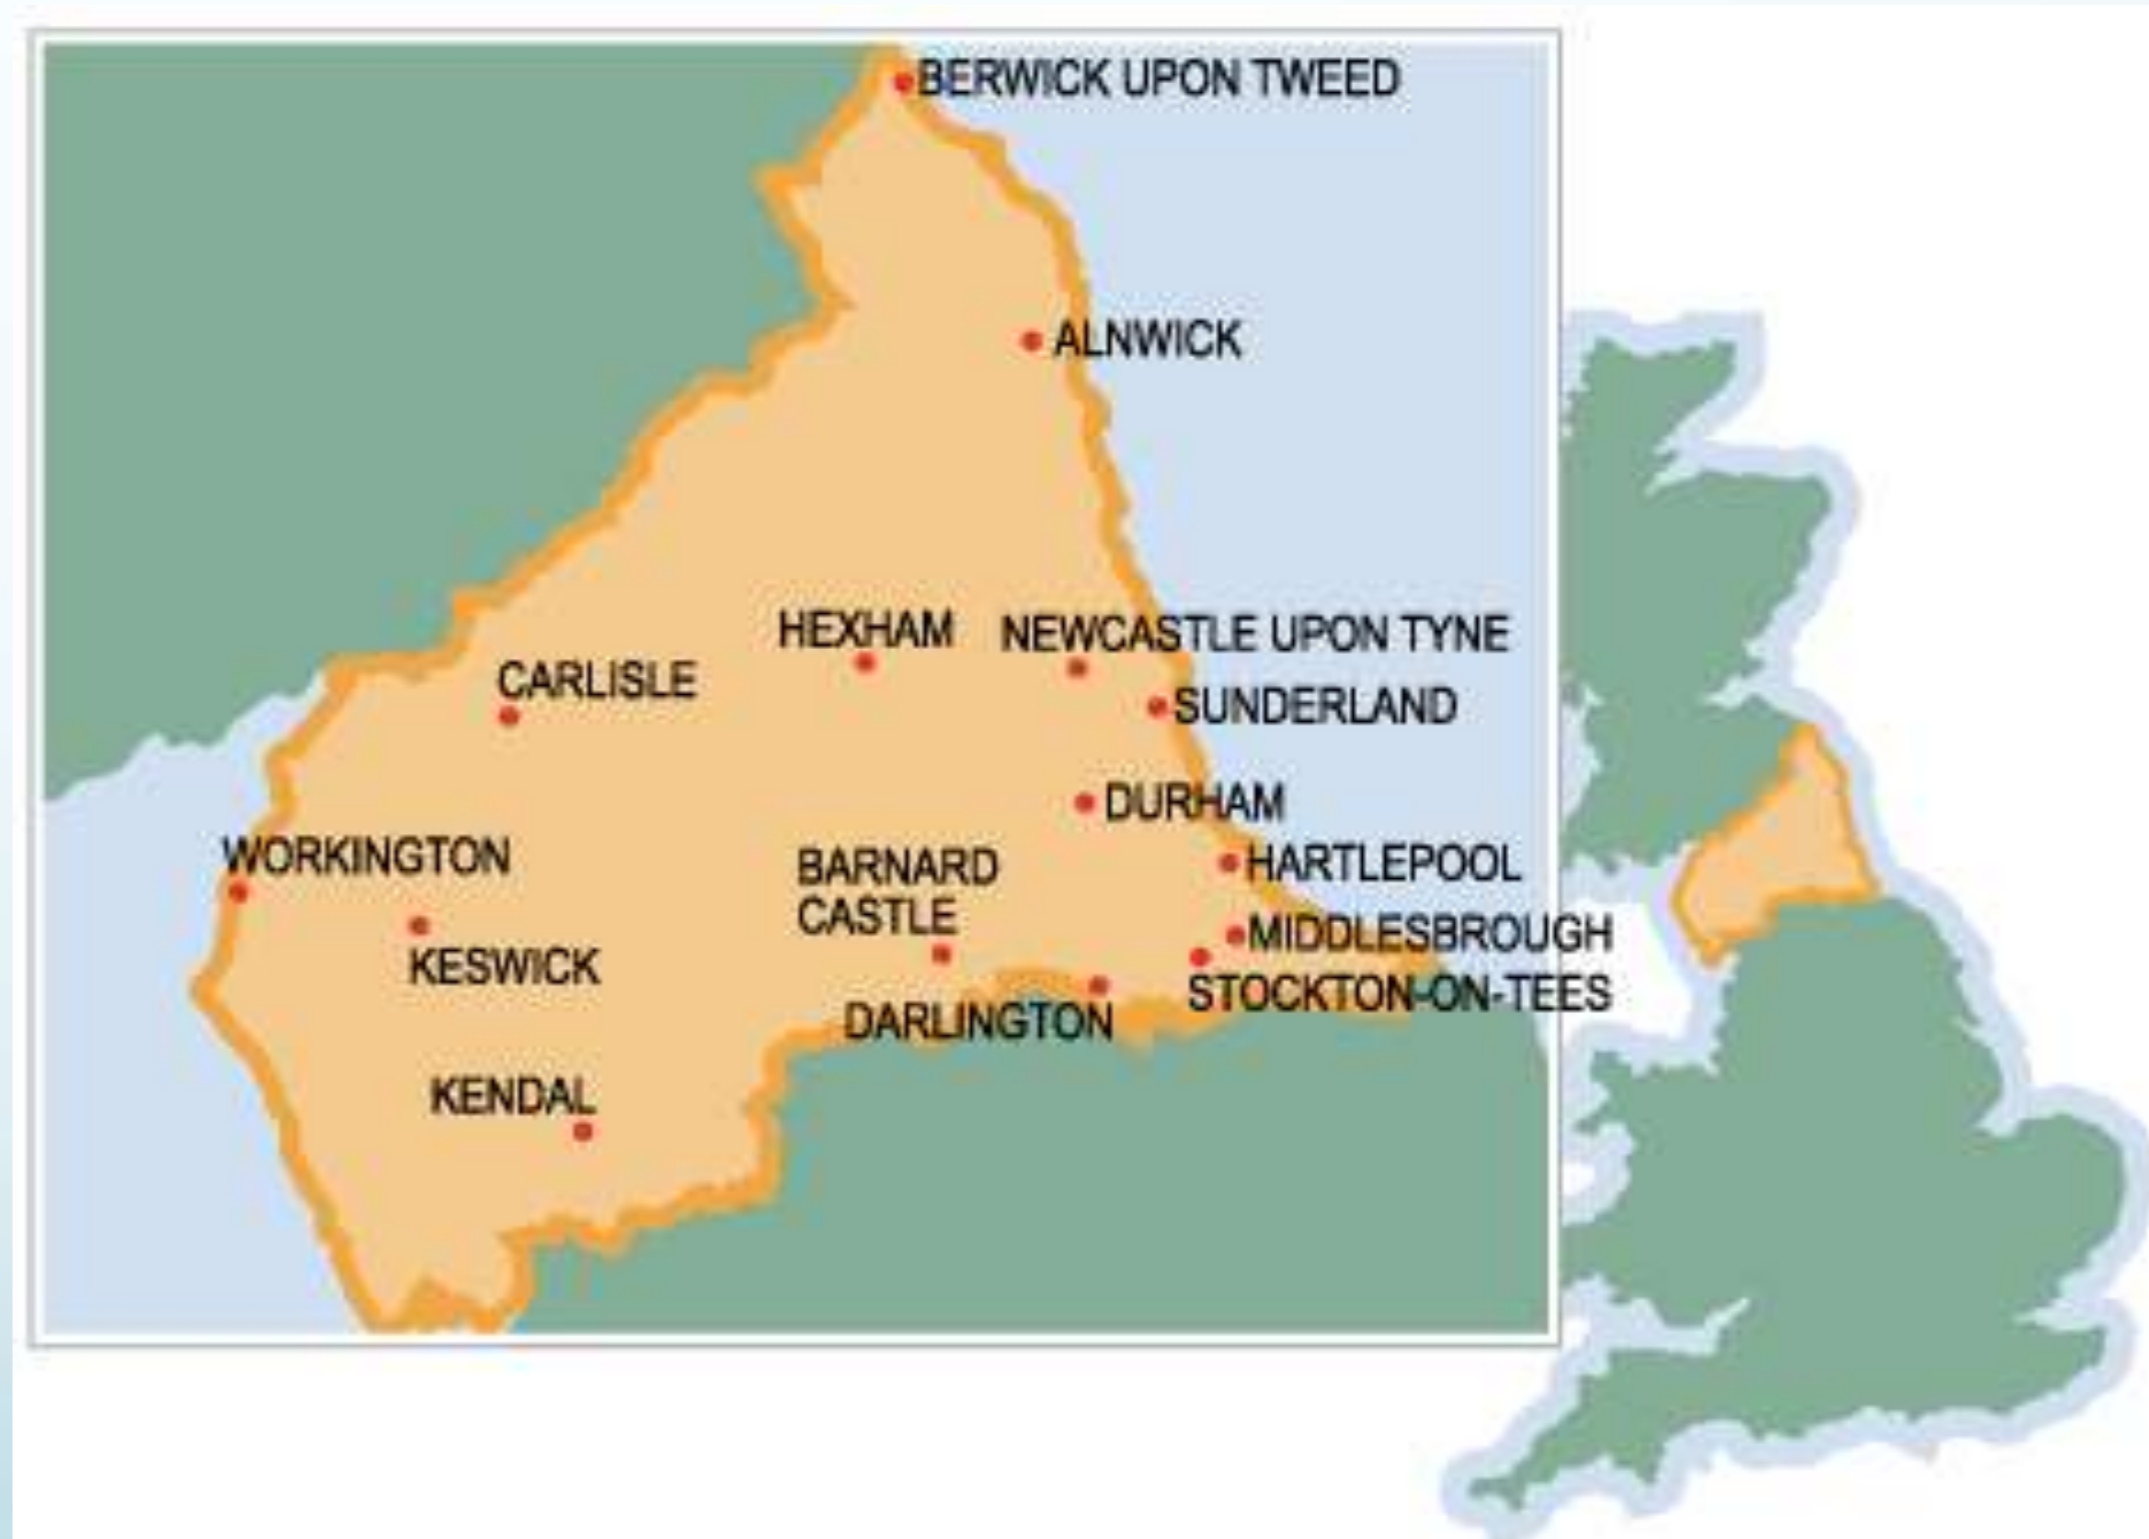 BERWICK UPON TWEED
ALNWICK
HEXHAM
NEWCASTLE UPON TYNE
CARLISLE
SUNDERLAND
DURHAM
WORKINGTON
BARNARD
CASTLE
HARTLEPOOL
MIDDLESBROUGH
KESWICK
STOCKTON-ON-TEES
DARLINGTON
KENDAL